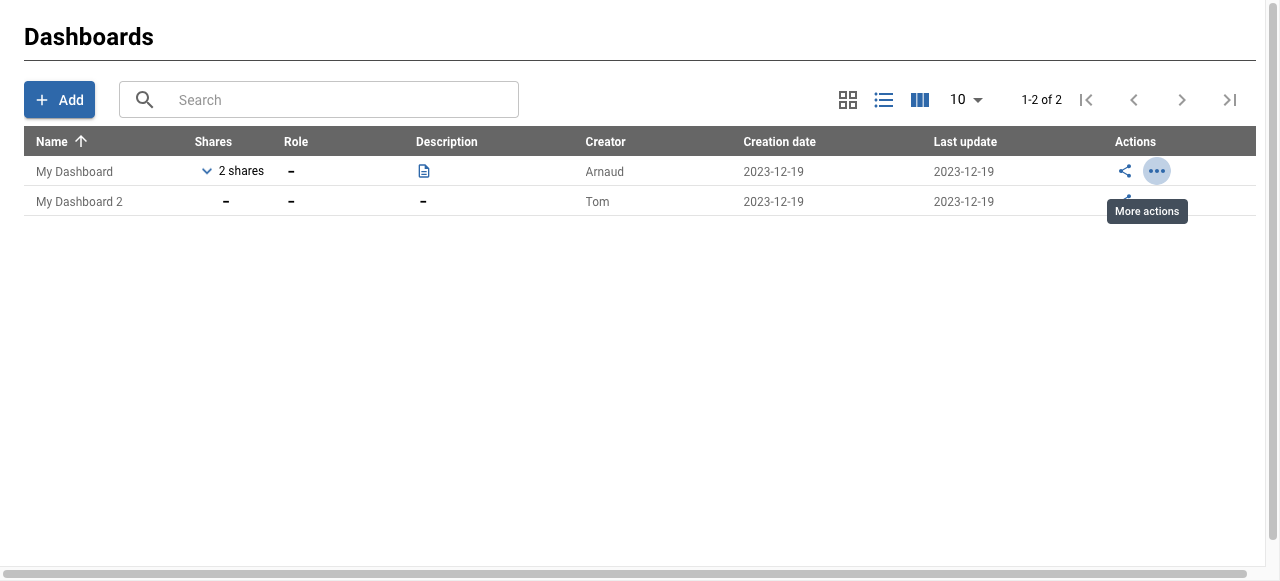 Dashboards
Add
Search
10
1-2 of 2
Name Shares Role Description Creator Creation date Last update Actions
My Dashboard 2 shares - Arnaud 2023-12-19 2023-12-19
My Dashboard 2 - - - Tom 2023-12-19 2023-12-19
More actions